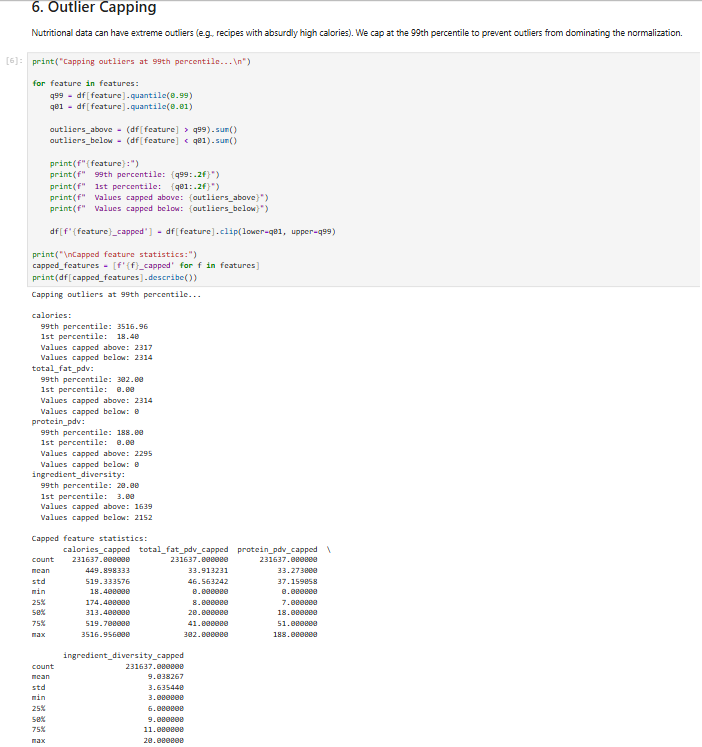 6. Outlier Capping
Nutritional data can have extreme outliers (e.g., recipes with absurdly high calories). We cap at the 99th percentile to prevent outliers from dominating the normalization.
[6]: print("Capping outliers at 99th percentile...\n")
for feature in features:
q99 = df[feature].quantile(0.99)
q01 = df[feature].quantile(0.01)
outliers_above = (df[feature] > q99).sum()
outliers_below = (df[feature] < q01).sum()
print(f"{feature}:")
print(f"  99th percentile: {q99:.2f}")
print(f"  1st percentile:  {q01:.2f}")
print(f"  Values capped above: {outliers_above}")
print(f"  Values capped below: {outliers_below}")
df[f'{feature}_capped'] = df[feature].clip(lower=q01, upper=q99)
print("\nCapped feature statistics:")
capped_features = [f'{f}_capped' for f in features]
print(df[capped_features].describe())
Capping outliers at 99th percentile...
calories:
99th percentile: 3516.96
1st percentile:  18.40
Values capped above: 2317
Values capped below: 2314
total_fat_pdv:
99th percentile: 302.00
1st percentile:  0.00
Values capped above: 2314
Values capped below: 0
protein_pdv:
99th percentile: 188.00
1st percentile:  0.00
Values capped above: 2295
Values capped below: 0
ingredient_diversity:
99th percentile: 20.00
1st percentile:  3.00
Values capped above: 1639
Values capped below: 2152
Capped feature statistics:
calories_capped  total_fat_pdv_capped  protein_pdv_capped  \
count 231637.000000 231637.000000 231637.000000
mean 449.898333 33.913231 33.273000
std 519.333576 46.563242 37.159058
min 18.400000 0.000000 0.000000
25% 174.400000 8.000000 7.000000
50% 313.400000 20.000000 18.000000
75% 519.700000 41.000000 51.000000
max 3516.956000 302.000000 188.000000
ingredient_diversity_capped
count 231637.000000
mean 9.038267
std 3.635440
min 3.000000
25% 6.000000
50% 9.000000
75% 11.000000
max 20.000000